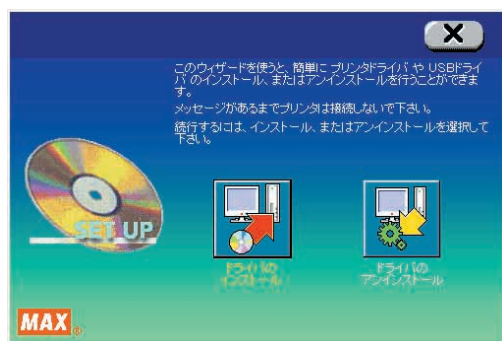 このウィザードを使うと、簡単に プリンタドライバ や USBドライ
バ のインストール、またはアンインストールを行うことができま
す。
メッセージがあるまでプリンタは接続しないで下さい。
続行するには、インストール、またはアンインストールを選択して
下さい。
SET UP
ドライバの
インストール
ドライバの
アンインストール
MAX